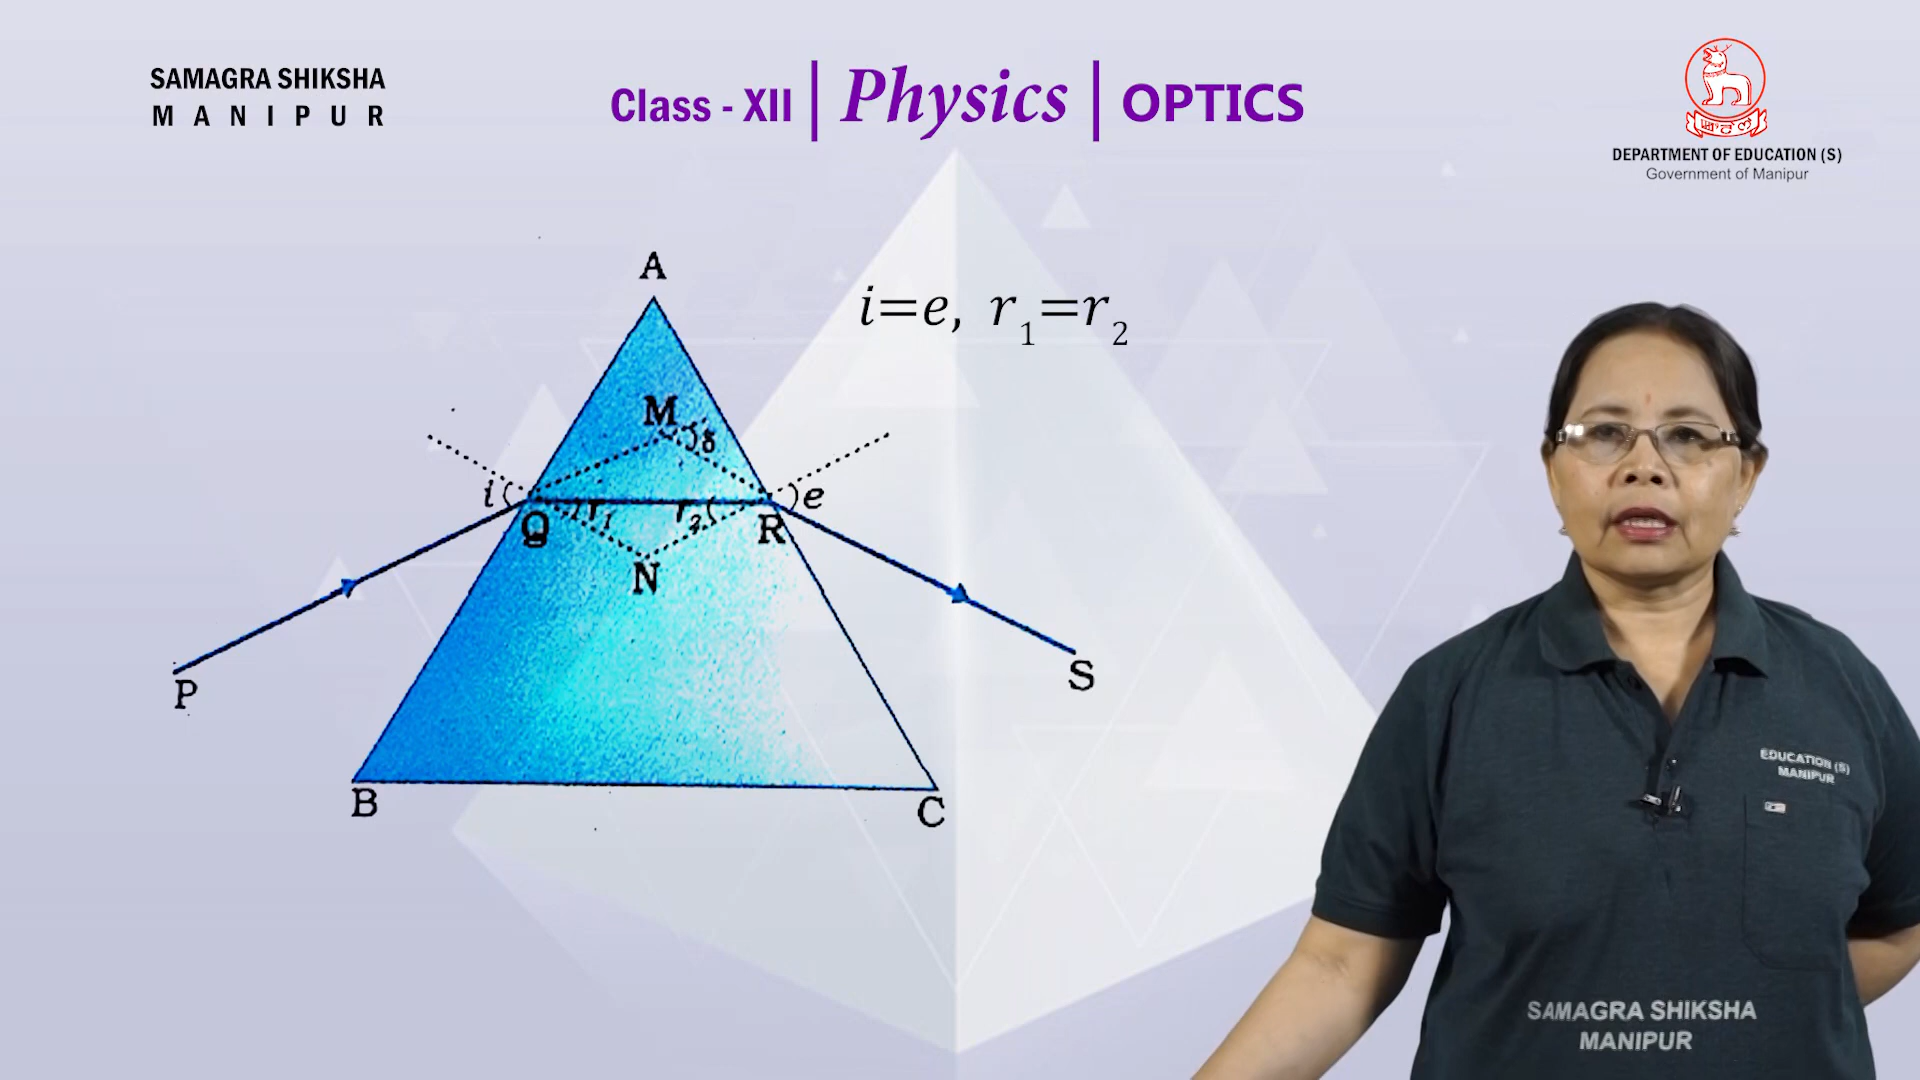 SAMAGRA SHIKSHA
MANIPUR
Class - XII | Physics | OPTICS
DEPARTMENT OF EDUCATION (S)
Government of Manipur
A
i=e, r₁=r₂
M
δ
i
r₁
r₂
e
Q
R
N
P
S
B
C
EDUCATION (S)
MANIPUR
SAMAGRA SHIKSHA
MANIPUR